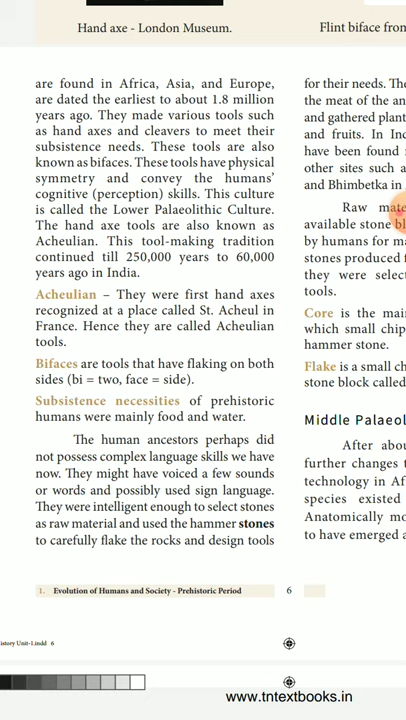 Hand axe - London Museum.
Flint biface from
are found in Africa, Asia, and Europe,
are dated the earliest to about 1.8 million
years ago. They made various tools such
as hand axes and cleavers to meet their
subsistence needs. These tools are also
known as bifaces. These tools have physical
symmetry and convey the humans’
cognitive (perception) skills. This culture
is called the Lower Palaeolithic Culture.
The hand axe tools are also known as
Acheulian. This tool-making tradition
continued till 250,000 years to 60,000
years ago in India.
Acheulian – They were first hand axes
recognized at a place called St. Acheul in
France. Hence they are called Acheulian
tools.
Bifaces are tools that have flaking on both
sides (bi = two, face = side).
Subsistence necessities of prehistoric
humans were mainly food and water.
The human ancestors perhaps did
not possess complex language skills we have
now. They might have voiced a few sounds
or words and possibly used sign language.
They were intelligent enough to select stones
as raw material and used the hammer stones
to carefully flake the rocks and design tools
for their needs. The
the meat of the an
and gathered plant
and fruits. In Ind
have been found
other sites such a
and Bhimbetka in
Raw mate
available stone bl
by humans for ma
stones produced f
they were select
tools.
Core is the mai
which small chip
hammer stone.
Flake is a small ch
stone block called
Middle Palaeol
After abou
further changes t
technology in Af
species existed
Anatomically mo
to have emerged a
1. Evolution of Humans and Society - Prehistoric Period
6
istory Unit-1.indd 6
www.tntextbooks.in